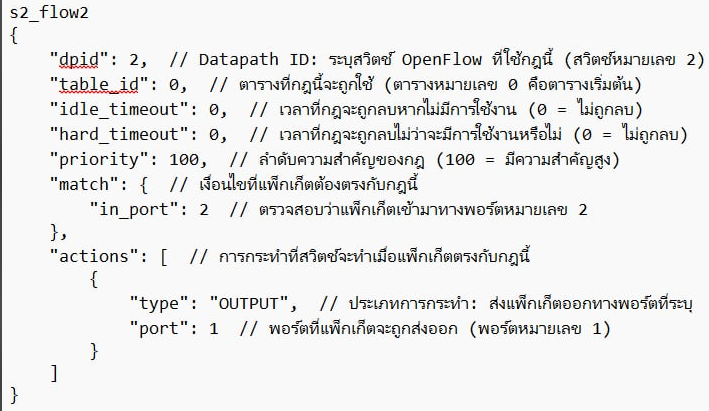 s2_flow2
{
    "dpid": 2,  // Datapath ID: ระบุสวิตช์ OpenFlow ที่ใช้กฎนี้ (สวิตช์หมายเลข 2)
    "table_id": 0,  // ตารางที่กฎนี้จะถูกใช้ (ตารางหมายเลข 0 คือตารางเริ่มต้น)
    "idle_timeout": 0,  // เวลาที่กฎจะถูกลบหากไม่มีการใช้งาน (0 = ไม่ถูกลบ)
    "hard_timeout": 0,  // เวลาที่กฎจะถูกลบไม่ว่าจะมีการใช้งานหรือไม่ (0 = ไม่ถูกลบ)
    "priority": 100,  // ลำดับความสำคัญของกฎ (100 = มีความสำคัญสูง)
    "match": {  // เงื่อนไขที่แพ็กเก็ตต้องตรงกับกฎนี้
        "in_port": 2  // ตรวจสอบว่าแพ็กเก็ตเข้ามาทางพอร์ตหมายเลข 2
    },
    "actions": [  // การกระทำที่สวิตช์จะทำเมื่อแพ็กเก็ตตรงกับกฎนี้
        {
            "type": "OUTPUT",  // ประเภทการกระทำ: ส่งแพ็กเก็ตออกทางพอร์ตที่ระบุ
            "port": 1  // พอร์ตที่แพ็กเก็ตจะถูกส่งออก (พอร์ตหมายเลข 1)
        }
    ]
}